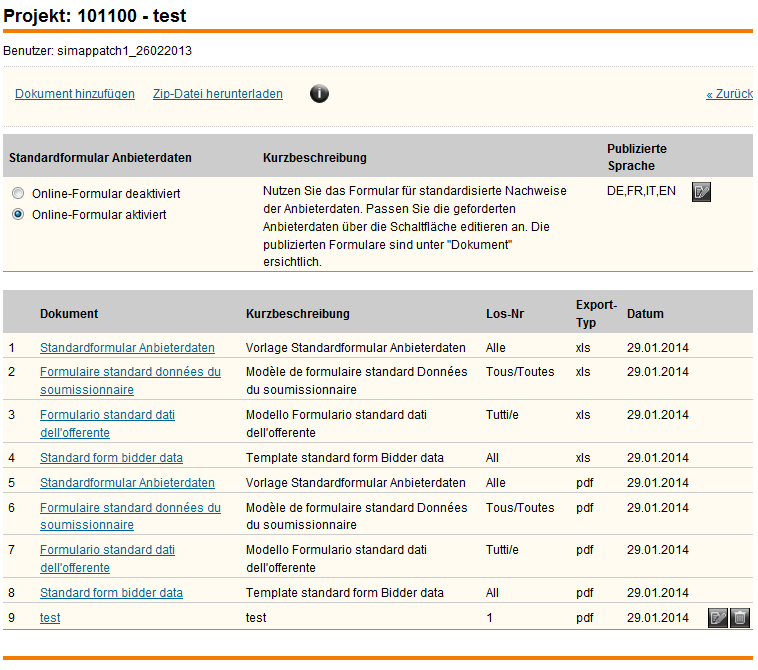 Projekt: 101100 - test
Benutzer: simappatch1_26022013
Dokument hinzufügen Zip-Datei herunterladen i « Zurück
Standardformular Anbieterdaten Kurzbeschreibung Publizierte
Sprache
Online-Formular deaktiviert Nutzen Sie das Formular für standardisierte Nachweise DE,FR,IT,EN
der Anbieterdaten. Passen Sie die geforderten
Online-Formular aktiviert Anbieterdaten über die Schaltfläche editieren an. Die
publizierten Formulare sind unter "Dokument"
ersichtlich.
Dokument Kurzbeschreibung Los-Nr Export-
Typ Datum
1 Standardformular Anbieterdaten Vorlage Standardformular Anbieterdaten Alle xls 29.01.2014
2 Formulaire standard données du Modèle de formulaire standard Données Tous/Toutes xls 29.01.2014
soumissionnaire du soumissionnaire
3 Formulario standard dati Modello Formulario standard dati Tutti/e xls 29.01.2014
dell'offerente dell'offerente
4 Standard form bidder data Template standard form Bidder data All xls 29.01.2014
5 Standardformular Anbieterdaten Vorlage Standardformular Anbieterdaten Alle pdf 29.01.2014
6 Formulaire standard données du Modèle de formulaire standard Données Tous/Toutes pdf 29.01.2014
soumissionnaire du soumissionnaire
7 Formulario standard dati Modello Formulario standard dati Tutti/e pdf 29.01.2014
dell'offerente dell'offerente
8 Standard form bidder data Template standard form Bidder data All pdf 29.01.2014
9 test test 1 pdf 29.01.2014